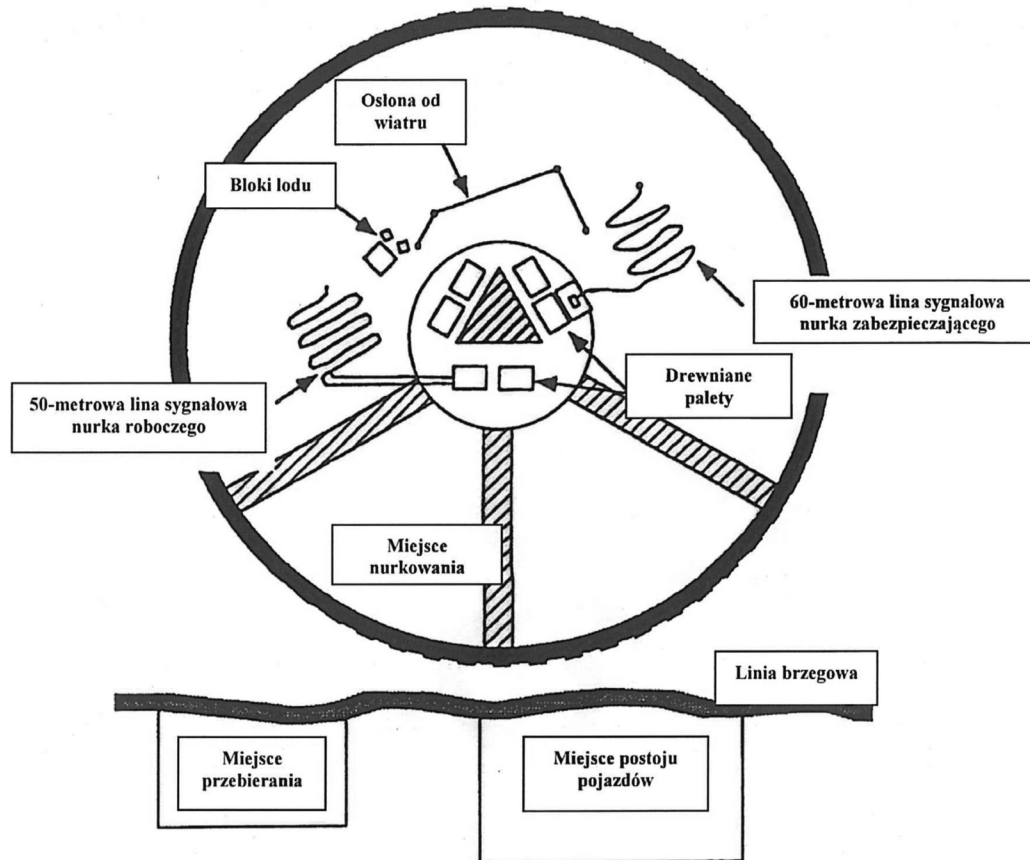 Osłona od
wiatru
Bloki lodu
60-metrowa lina sygnałowa
nurka zabezpieczającego
Drewniane
palety
50-metrowa lina sygnałowa
nurka roboczego
Miejsce
nurkowania
Linia brzegowa
Miejsce
przebierania
Miejsce postoju
pojazdów